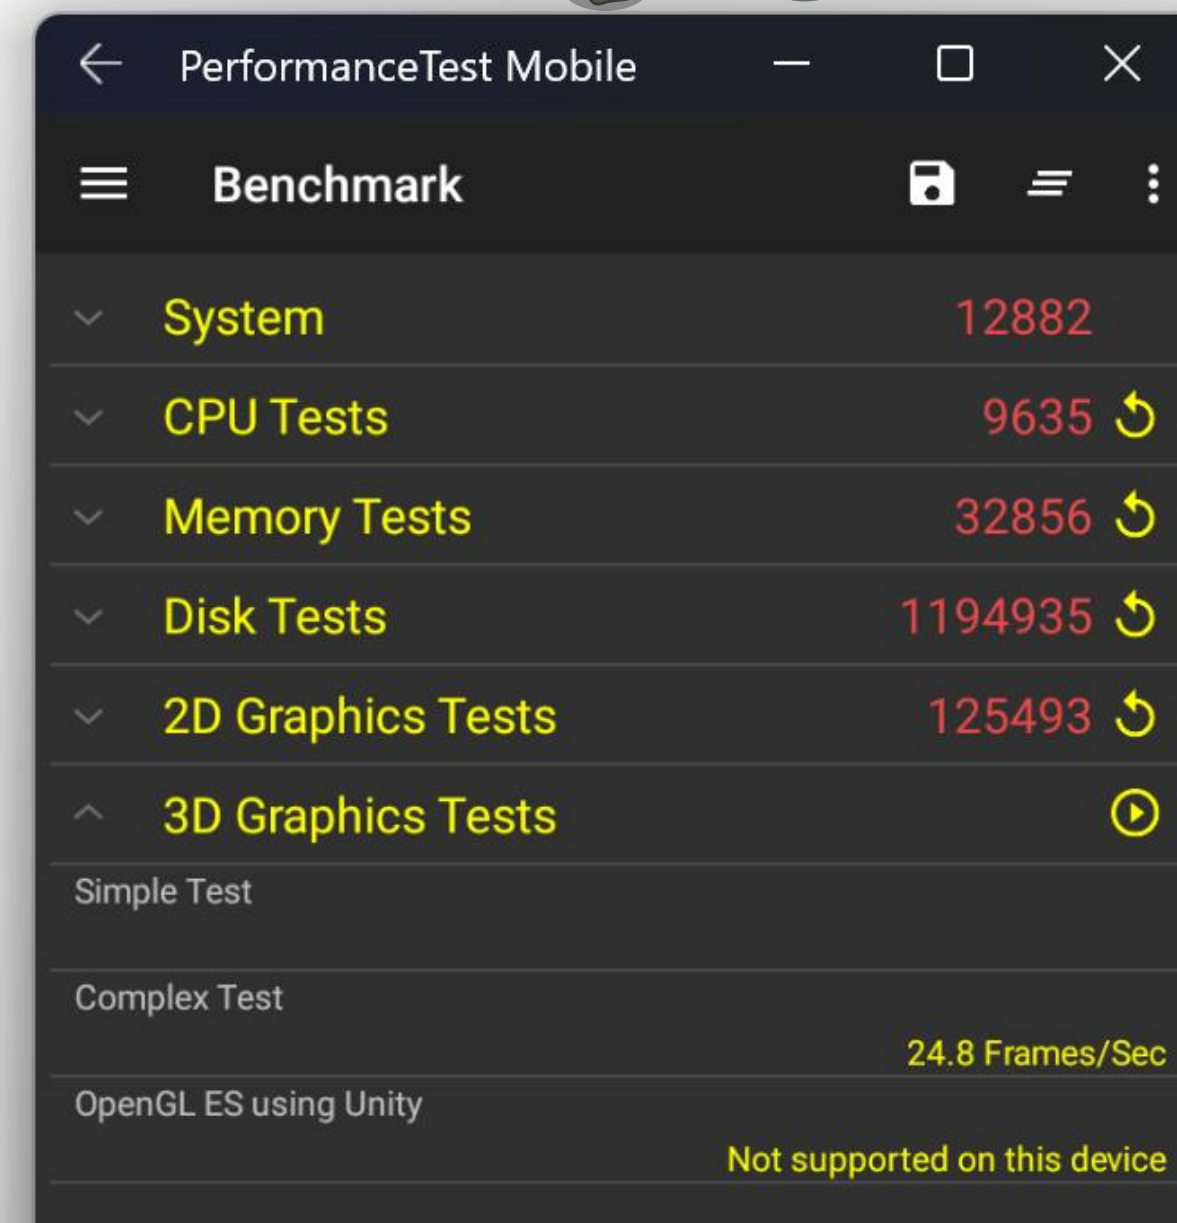 PerformanceTest Mobile
Benchmark
System 12882
CPU Tests 9635
Memory Tests 32856
Disk Tests 1194935
2D Graphics Tests 125493
3D Graphics Tests
Simple Test
Complex Test
24.8 Frames/Sec
OpenGL ES using Unity
Not supported on this device